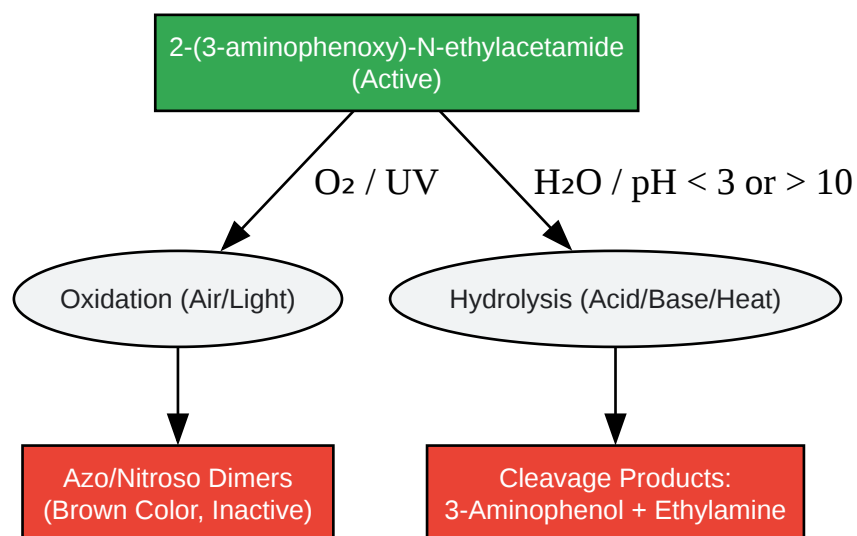 2-(3-aminophenoxy)-N-ethylacetamide
(Active)
O₂ / UV
H₂O / pH < 3 or > 10
Oxidation (Air/Light)
Hydrolysis (Acid/Base/Heat)
Azo/Nitroso Dimers
(Brown Color, Inactive)
Cleavage Products:
3-Aminophenol + Ethylamine